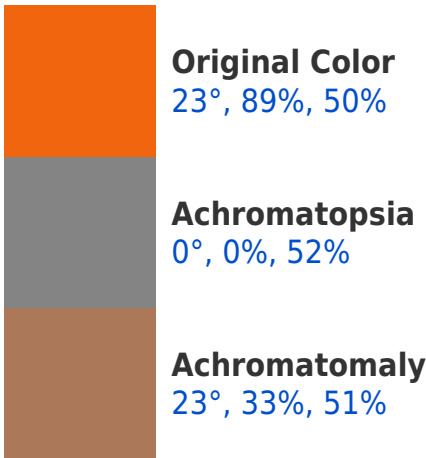 Original Color
23°, 89%, 50%
Achromatopsia
0°, 0%, 52%
Achromatomaly
23°, 33%, 51%